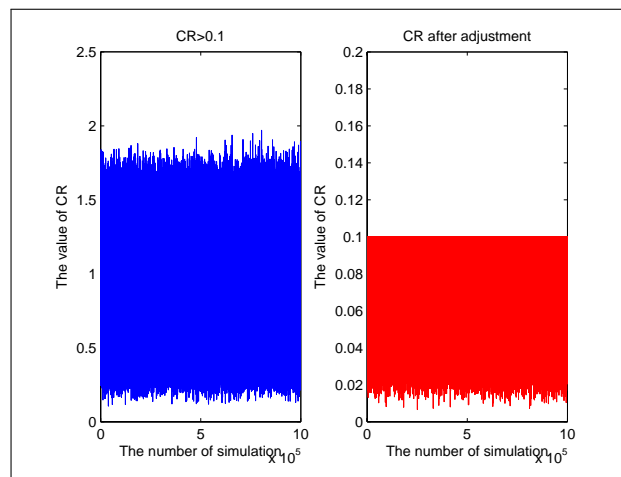 CR>0.1
2.5
2
1.5
1
0.5
0
The value of CR
0 5 10
x 10^5
The number of simulation
CR after adjustment
0.2
0.18
0.16
0.14
0.12
0.1
0.08
0.06
0.04
0.02
0
The value of CR
0 5 10
x 10^5
The number of simulation